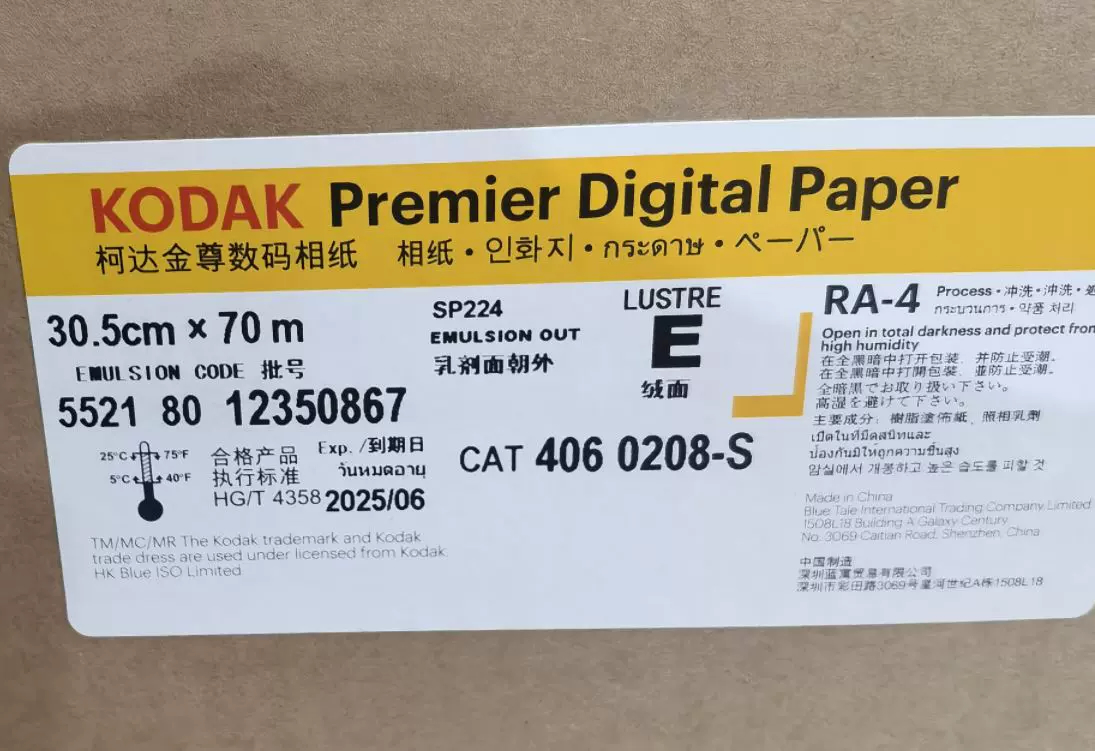 KODAK Premier Digital Paper
柯达金尊数码相纸 相纸・인화지・กระดาษ・ペーパー
30.5cm × 70 m
EMULSION CODE 批号
5521 80 12350867
SP224
EMULSION OUT
乳剂面朝外
LUSTRE
E
绒面
RA-4 Process・冲洗・沖洗・
กระบวนการ・약품 처리
Open in total darkness and protect from
high humidity
在全黑暗中打开包装, 并防止受潮。
在全黑暗中打開包裝, 並防止受潮。
全暗黒でお取り扱い下さい。
高湿を避けて下さい。
主要成分: 樹脂塗佈紙, 照相乳劑
เปิดในที่มืดสนิทและ
ป้องกันมิให้ถูกความชื้นสูง
암실에서 개봉하고 높은 습도를 피할 것
25°C 75°F
5°C 40°F
合格产品
执行标准
HG/T 4358
Exp. /到期日
วันหมดอายุ
2025/06
CAT 406 0208-S
Made in China
Blue Tale International Trading Company Limited
1508L18 Building A Galaxy Century
No. 3069 Caitian Road, Shenzhen, China
中国制造
深圳蓝寓贸易有限公司
深圳市彩田路3069号星河世纪A栋1508L18
TM/MC/MR The Kodak trademark and Kodak
trade dress are used under licensed from Kodak
HK Blue ISO Limited